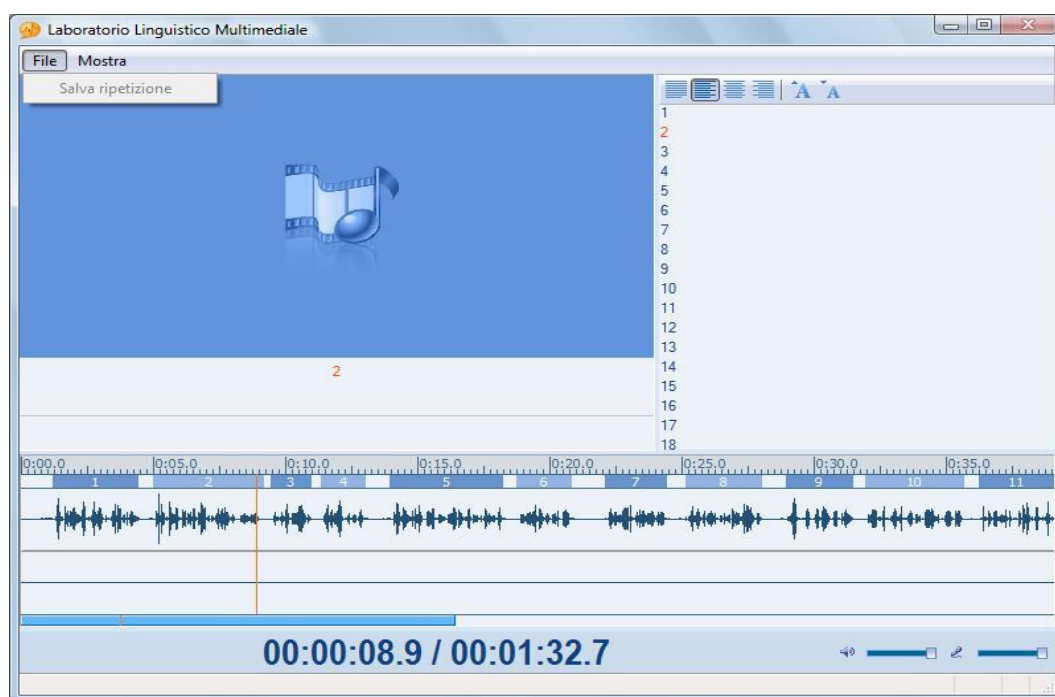 Laboratorio Linguistico Multimediale
File Mostra
Salva ripetizione
A A
1
2
3
4
5
6
7
8
9
10
11
12
13
14
15
16
17
18
2
0:00.0 0:05.0 0:10.0 0:15.0 0:20.0 0:25.0 0:30.0 0:35.0
1 2 3 4 5 6 7 8 9 10 11
00:00:08.9 / 00:01:32.7